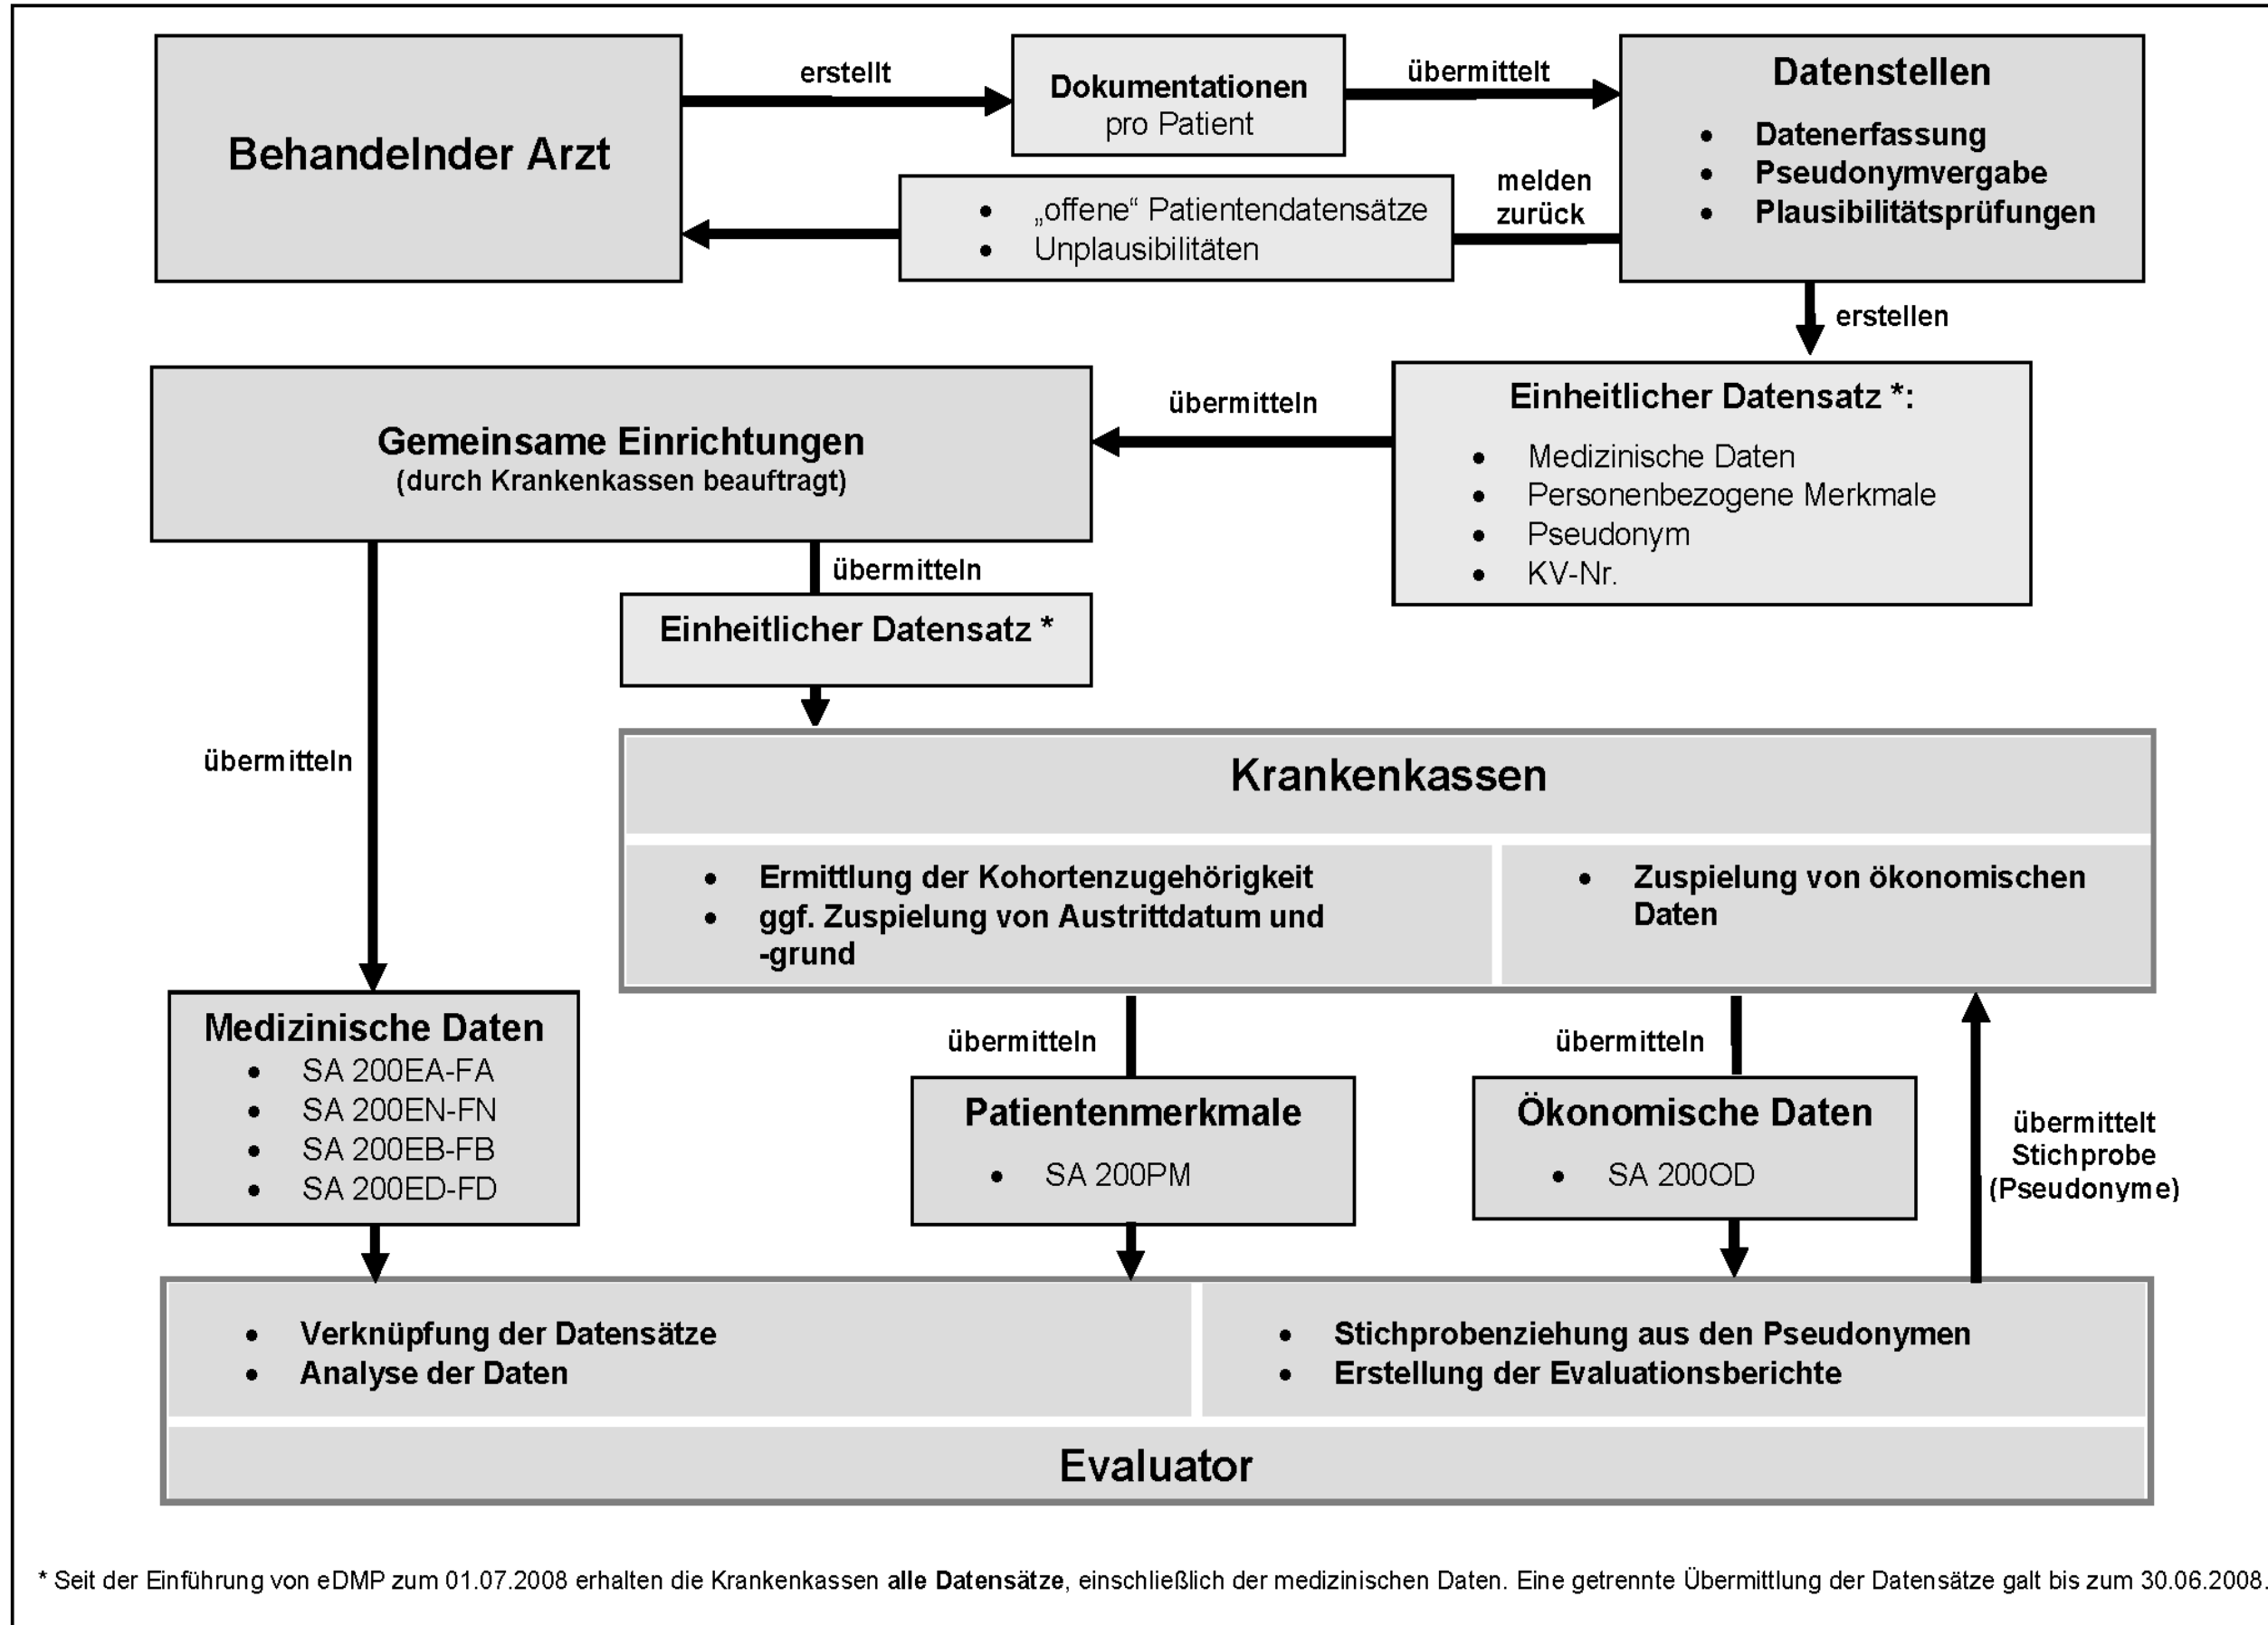 Behandelnder Arzt
erstellt
Dokumentationen
pro Patient
übermittelt
Datenstellen
• Datenerfassung
• Pseudonymvergabe
• Plausibilitätsprüfungen
melden
zurück
• „offene“ Patientendatensätze
• Unplausibilitäten
erstellen
Einheitlicher Datensatz *:
• Medizinische Daten
• Personenbezogene Merkmale
• Pseudonym
• KV-Nr.
übermitteln
Gemeinsame Einrichtungen
(durch Krankenkassen beauftragt)
übermitteln
Einheitlicher Datensatz *
übermitteln
Krankenkassen
• Ermittlung der Kohortenzugehörigkeit
• ggf. Zuspielung von Austrittdatum und
-grund
• Zuspielung von ökonomischen
Daten
Medizinische Daten
• SA 200EA-FA
• SA 200EN-FN
• SA 200EB-FB
• SA 200ED-FD
übermitteln
Patientenmerkmale
• SA 200PM
übermitteln
Ökonomische Daten
• SA 200OD
übermittelt
Stichprobe
(Pseudonyme)
• Verknüpfung der Datensätze
• Analyse der Daten
• Stichprobenziehung aus den Pseudonymen
• Erstellung der Evaluationsberichte
Evaluator
* Seit der Einführung von eDMP zum 01.07.2008 erhalten die Krankenkassen alle Datensätze, einschließlich der medizinischen Daten. Eine getrennte Übermittlung der Datensätze galt bis zum 30.06.2008.